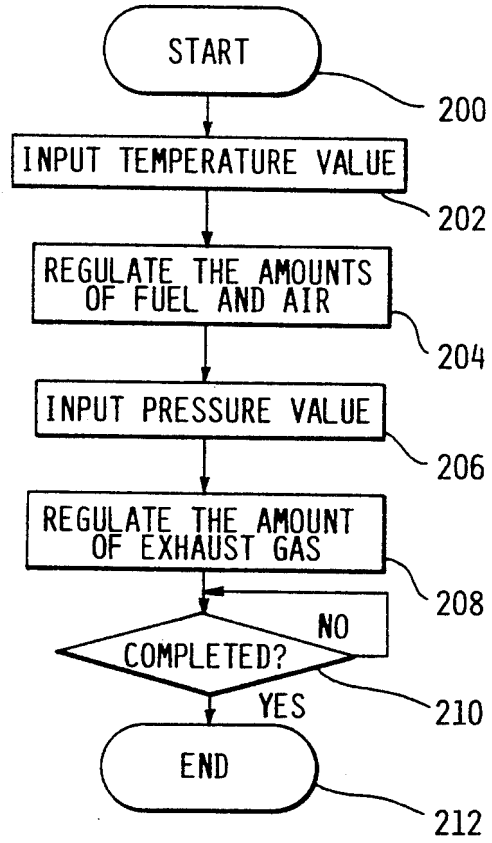 START
200
INPUT TEMPERATURE VALUE
202
REGULATE THE AMOUNTS
OF FUEL AND AIR
204
INPUT PRESSURE VALUE
206
REGULATE THE AMOUNT
OF EXHAUST GAS
208
NO
COMPLETED?
210
YES
END
212